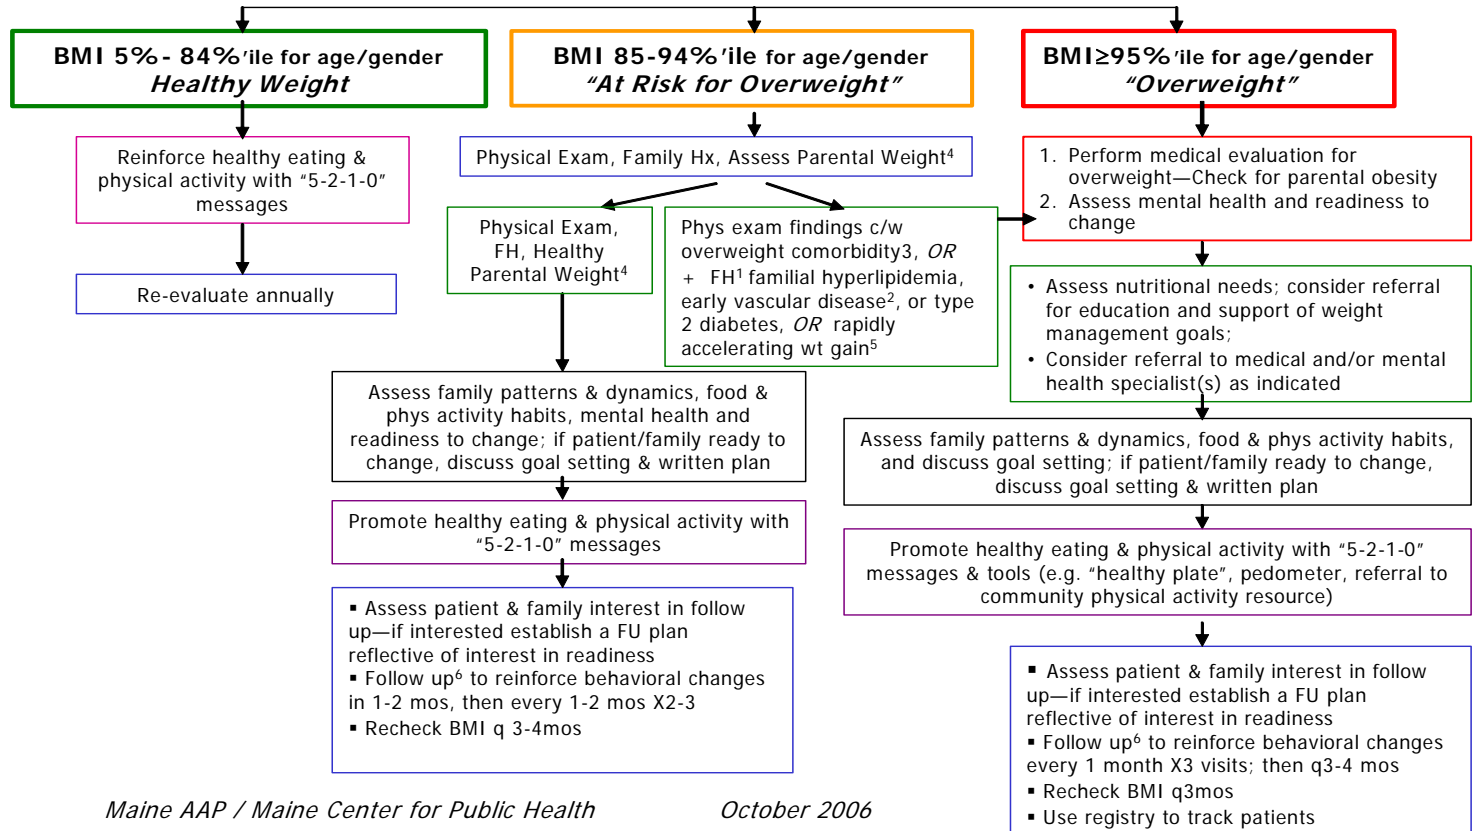 BMI 5%- 84%'ile for age/gender
Healthy Weight
BMI 85-94%'ile for age/gender
“At Risk for Overweight”
BMI≥95%'ile for age/gender
“Overweight”
Reinforce healthy eating &
physical activity with “5-2-1-0”
messages
Re-evaluate annually
Physical Exam, Family Hx, Assess Parental Weight⁴
Physical Exam,
FH, Healthy
Parental Weight⁴
Phys exam findings c/w
overweight comorbidity3, OR
+ FH¹ familial hyperlipidemia,
early vascular disease², or type
2 diabetes, OR rapidly
accelerating wt gain⁵
1. Perform medical evaluation for
overweight—Check for parental obesity
2. Assess mental health and readiness to
change
• Assess nutritional needs; consider referral
for education and support of weight
management goals;
• Consider referral to medical and/or mental
health specialist(s) as indicated
Assess family patterns & dynamics, food &
phys activity habits, mental health and
readiness to change; if patient/family ready to
change, discuss goal setting & written plan
Assess family patterns & dynamics, food & phys activity habits,
and discuss goal setting; if patient/family ready to change,
discuss goal setting & written plan
Promote healthy eating & physical activity with
“5-2-1-0” messages
Promote healthy eating & physical activity with “5-2-1-0”
messages & tools (e.g. “healthy plate”, pedometer, referral to
community physical activity resource)
▪ Assess patient & family interest in follow
up—if interested establish a FU plan
reflective of interest in readiness
▪ Follow up⁶ to reinforce behavioral changes
in 1-2 mos, then every 1-2 mos X2-3
▪ Recheck BMI q 3-4mos
▪ Assess patient & family interest in follow
up—if interested establish a FU plan
reflective of interest in readiness
▪ Follow up⁶ to reinforce behavioral changes
every 1 month X3 visits; then q3-4 mos
▪ Recheck BMI q3mos
▪ Use registry to track patients
Maine AAP / Maine Center for Public Health October 2006